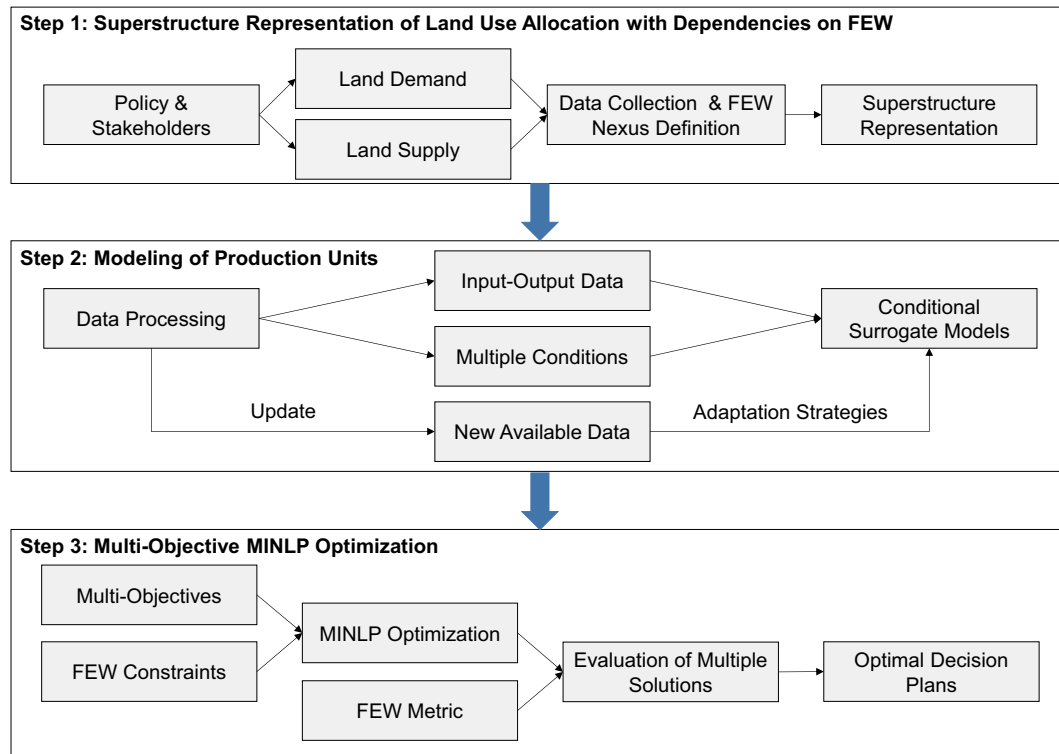 Step 1: Superstructure Representation of Land Use Allocation with Dependencies on FEW
Policy &
Stakeholders
Land Demand
Land Supply
Data Collection & FEW
Nexus Definition
Superstructure
Representation
Step 2: Modeling of Production Units
Data Processing
Input-Output Data
Multiple Conditions
Conditional
Surrogate Models
Update
New Available Data
Adaptation Strategies
Step 3: Multi-Objective MINLP Optimization
Multi-Objectives
FEW Constraints
MINLP Optimization
FEW Metric
Evaluation of Multiple
Solutions
Optimal Decision
Plans